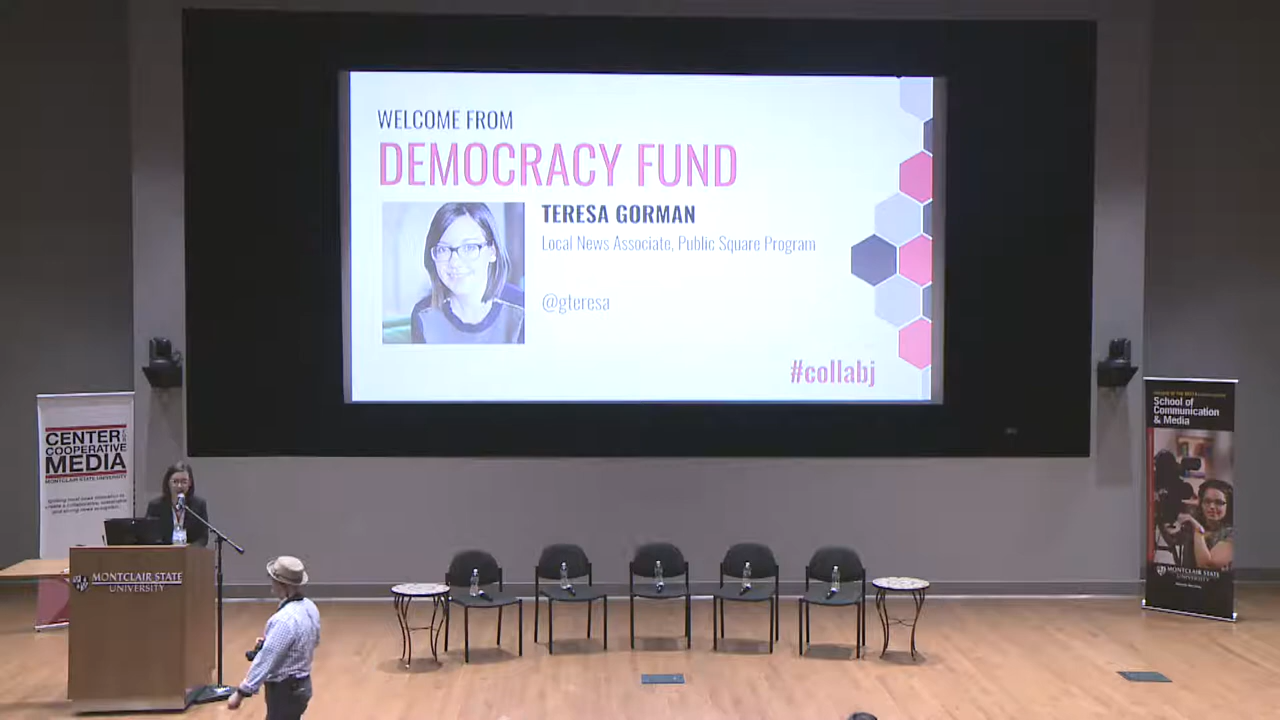 WELCOME FROM
DEMOCRACY FUND
TERESA GORMAN
Local News Associate, Public Square Program
@gteresa
#collabj
CENTER FOR
COOPERATIVE
MEDIA
MONTCLAIR STATE UNIVERSITY
MONTCLAIR STATE
UNIVERSITY
School of
Communication
& Media
MONTCLAIR STATE
UNIVERSITY